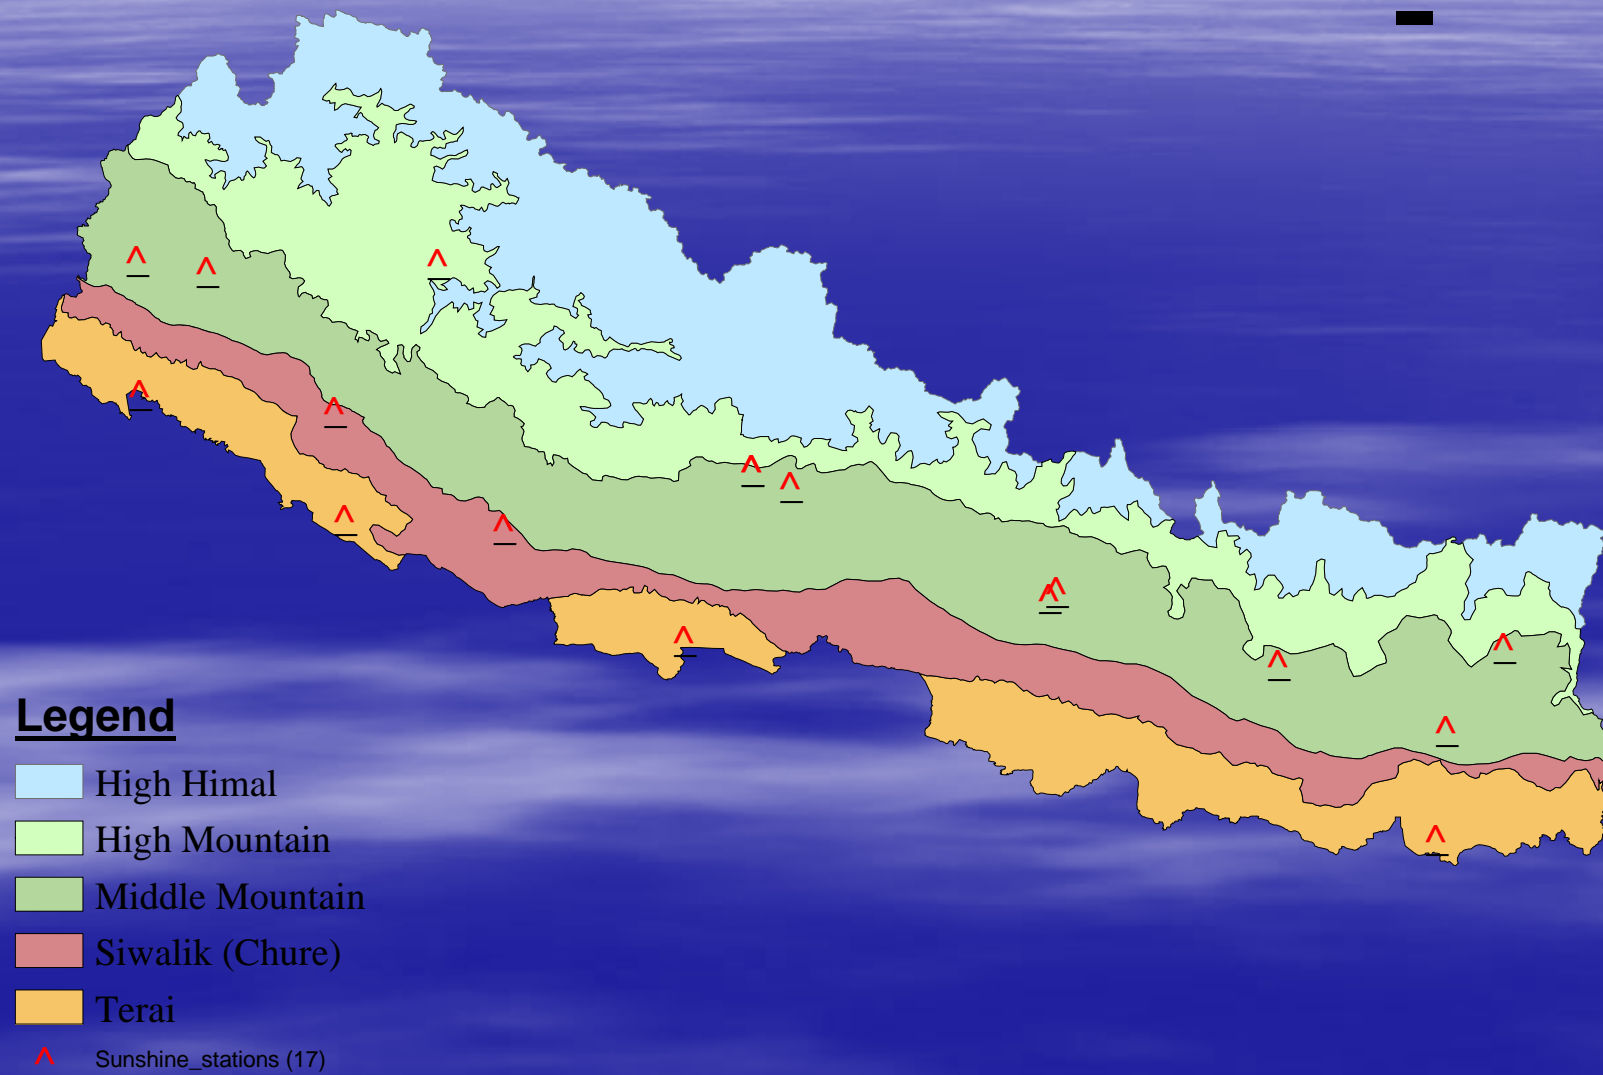 Legend
High Himal
High Mountain
Middle Mountain
Siwalik (Chure)
Terai
Sunshine_stations (17)